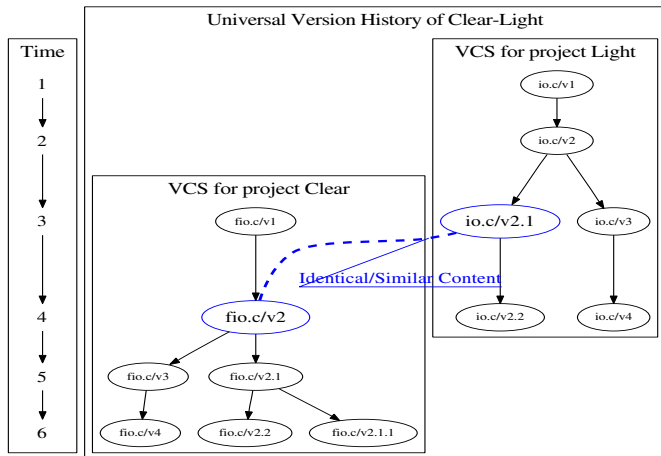 Universal Version History of Clear-Light
Time
VCS for project Light
1
io.c/v1
2
io.c/v2
VCS for project Clear
3
fio.c/v1
io.c/v2.1
io.c/v3
Identical/Similar Content
4
fio.c/v2
io.c/v2.2
io.c/v4
5
fio.c/v3
fio.c/v2.1
6
fio.c/v4
fio.c/v2.2
fio.c/v2.1.1